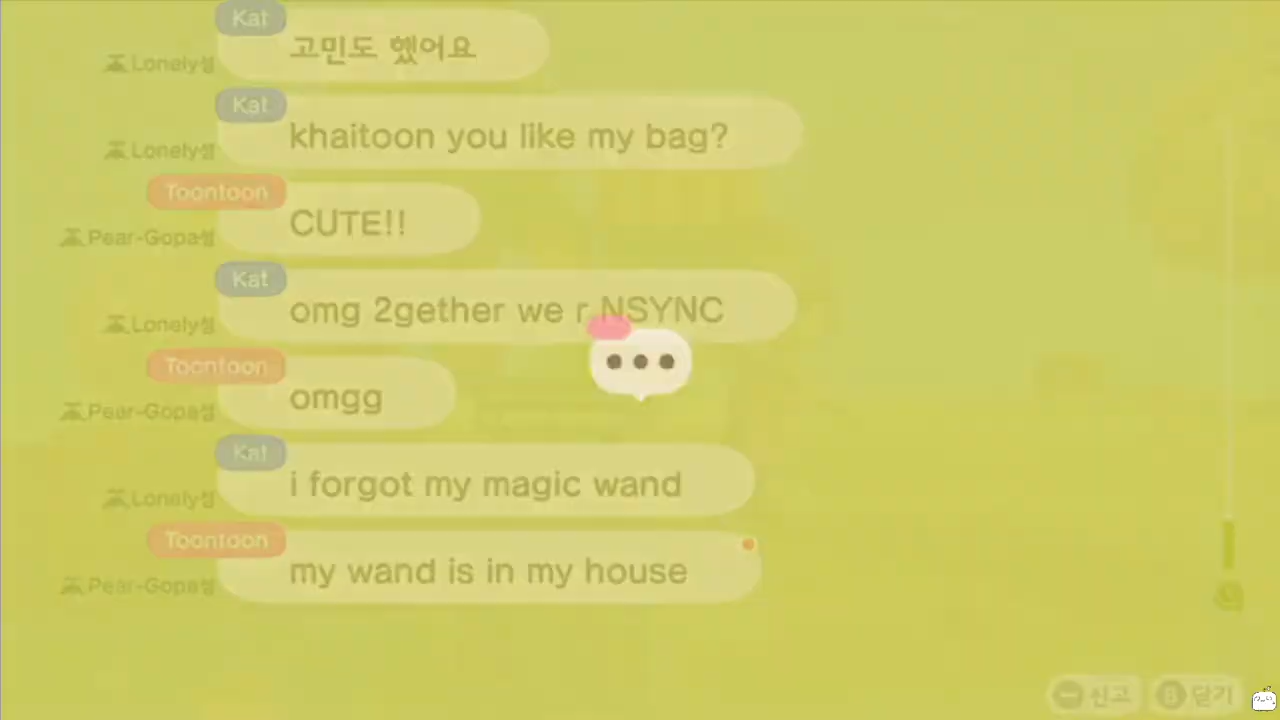 Kat
고민도 했어요
Lonely섬
Kat
khaitoon you like my bag?
Lonely섬
Toontoon
CUTE!!
Pear-Gopa섬
Kat
omg 2gether we r NSYNC
Lonely섬
Toontoon
omgg
Pear-Gopa섬
Kat
i forgot my magic wand
Lonely섬
Toontoon
my wand is in my house
Pear-Gopa섬
신고
B 닫기